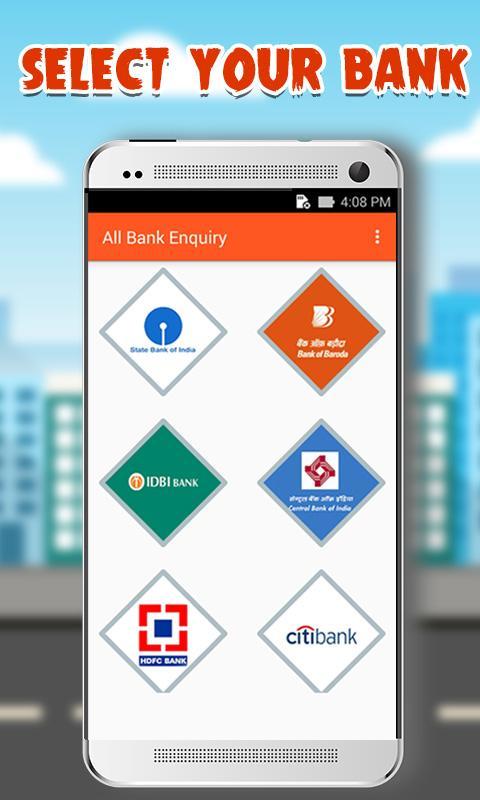 SELECT YOUR BANK
4:08 PM
All Bank Enquiry
State Bank of India
B
बैंक ऑफ़ बड़ौदा
Bank of Baroda
IDBI BANK
सेन्ट्रल बैंक ऑफ इंडिया
Central Bank of India
HDFC BANK
citibank